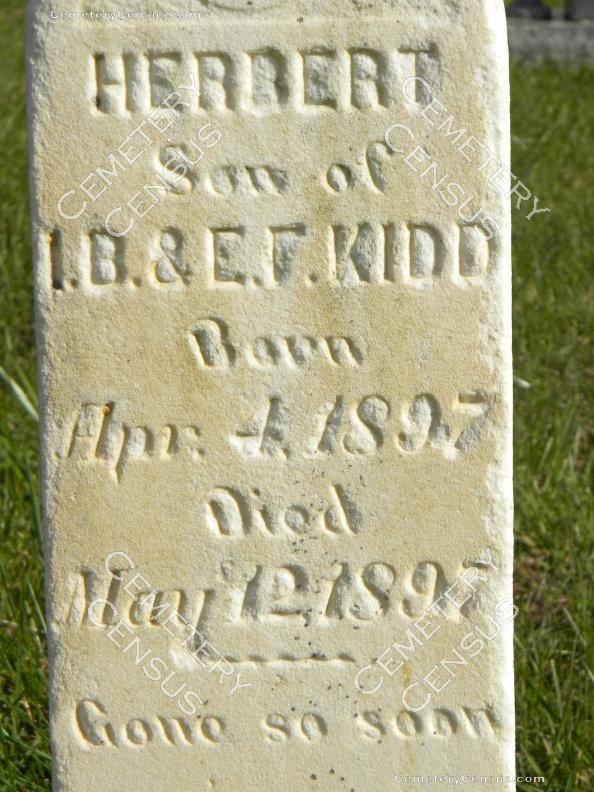 CemeteryCensus.com
HERBERT
Son of
I.B. & E.F. KIDD
Born
Apr. 4, 1897
Died
May 12, 1897
Gone so soon
CEMETERY
CENSUS
CEMETERY
CENSUS
CEMETERY
CENSUS
CEMETERY
CENSUS
CemeteryCensus.com